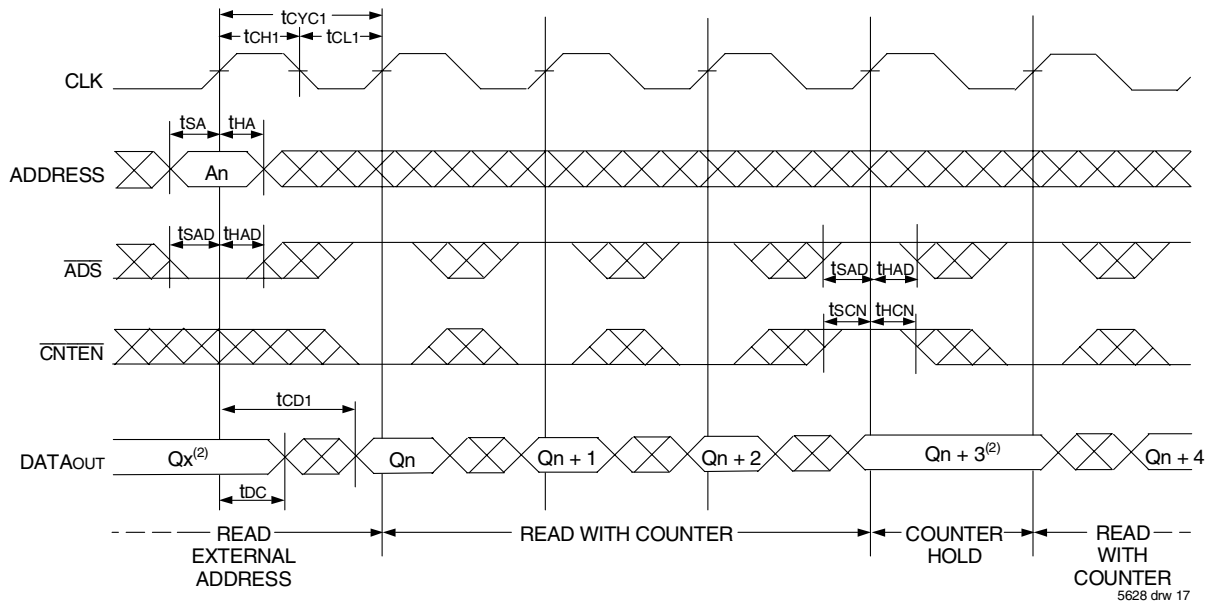 tCYC1
tCH1 tCL1
CLK
tSA tHA
ADDRESS An
tSAD tHAD
ADS
tSAD tHAD
tSCN tHCN
CNTEN
tCD1
DATAOUT Qx(2) Qn Qn + 1 Qn + 2 Qn + 3(2) Qn + 4
tDC
READ EXTERNAL ADDRESS
READ WITH COUNTER
COUNTER HOLD
READ WITH COUNTER
5628 drw 17